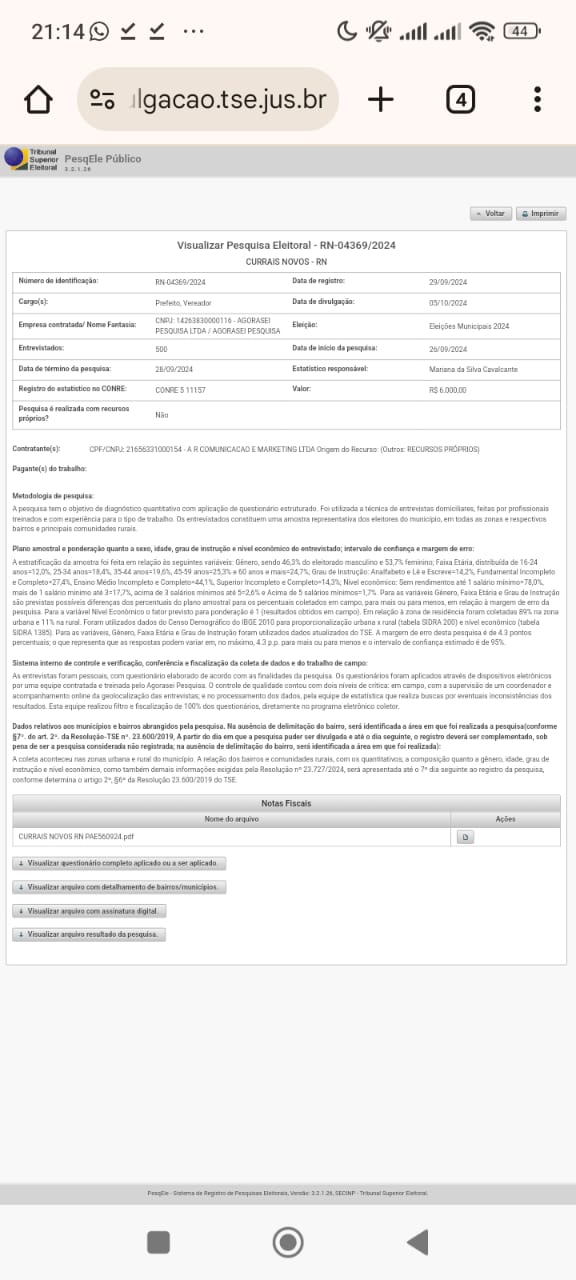 21:14
44
lgacao.tse.jus.br
4
Tribunal
Superior
Eleitoral
PesqEle Público
3.2.1.26
Voltar
Imprimir
Visualizar Pesquisa Eleitoral - RN-04369/2024
CURRAIS NOVOS - RN
Número de identificação: RN-04369/2024 Data de registro: 29/09/2024
Cargo(s): Prefeito, Vereador Data de divulgação: 05/10/2024
Empresa contratada/ Nome Fantasia: CNPJ: 14263830000116 - AGORASEI
PESQUISA LTDA / AGORASEI PESQUISA Eleição: Eleições Municipais 2024
Entrevistados: 500 Data de início da pesquisa: 26/09/2024
Data de término da pesquisa: 28/09/2024 Estatístico responsável: Mariana da Silva Cavalcante
Registro do estatístico no CONRE: CONRE 5 11157 Valor: R$ 6.000,00
Pesquisa é realizada com recursos
próprios? Não
Contratante(s): CPF/CNPJ: 21656331000154 - A R COMUNICACAO E MARKETING LTDA Origem do Recurso: (Outros: RECURSOS PRÓPRIOS)
Pagante(s) do trabalho:
Metodologia de pesquisa:
A pesquisa tem o objetivo de diagnóstico quantitativo com aplicação de questionário estruturado. Foi utilizada a técnica de entrevistas domiciliares, feitas por profissionais
treinados e com experiência para o tipo de trabalho. Os entrevistados constituem uma amostra representativa dos eleitores do município, em todas as zonas e respectivos
bairros e principais comunidades rurais.
Plano amostral e ponderação quanto a sexo, idade, grau de instrução e nível econômico do entrevistado; intervalo de confiança e margem de erro:
A estratificação da amostra foi feita em relação às seguintes variáveis: Gênero, sendo 46,3% do eleitorado masculino e 53,7% feminino; Faixa Etária, distribuída de 16-24
anos=12,0%, 25-34 anos=18,4%, 35-44 anos=19,6%, 45-59 anos=25,3% e 60 anos e mais=24,7%, Grau de Instrução: Analfabeto e Lê e Escreve=14,2%, Fundamental Incompleto
e Completo=27,4%, Ensino Médio Incompleto e Completo=44,1%, Superior Incompleto e Completo=14,3%; Nível econômico: Sem rendimentos até 1 salário mínimo=78,0%,
mais de 1 salário mínimo até 3=17,7%, acima de 3 salários mínimos até 5=2,6% e Acima de 5 salários mínimos=1,7%. Para as variáveis Gênero, Faixa Etária e Grau de Instrução
são previstas possíveis diferenças dos percentuais do plano amostral para os percentuais coletados em campo, para mais ou para menos, em relação à margem de erro da
pesquisa. Para a variável Nível Econômico o fator previsto para ponderação é 1 (resultados obtidos em campo). Em relação à zona de residência foram coletadas 89% na zona
urbana e 11% na rural. Foram utilizados dados do Censo Demográfico do IBGE 2010 para proporcionalização urbana x rural (tabela SIDRA 200) e nível econômico (tabela
SIDRA 1385). Para as variáveis, Gênero, Faixa Etária e Grau de Instrução foram utilizados dados atualizados do TSE. A margem de erro desta pesquisa é de 4.3 pontos
percentuais; o que representa que as respostas podem variar em, no máximo, 4.3 p.p. para mais ou para menos e o intervalo de confiança estimado é de 95%.
Sistema interno de controle e verificação, conferência e fiscalização da coleta de dados e do trabalho de campo:
As entrevistas foram pessoais, com questionário elaborado de acordo com as finalidades da pesquisa. Os questionários foram aplicados através de dispositivos eletrônicos
por uma equipe contratada e treinada pelo Agorasei Pesquisa. O controle de qualidade contou com dois níveis de crítica: em campo, com a supervisão de um coordenador e
acompanhamento online da geolocalização das entrevistas; e no processamento dos dados, pela equipe de estatística que realiza buscas por eventuais inconsistências dos
resultados. Esta equipe realizou filtro e fiscalização de 100% dos questionários, diretamente no programa eletrônico coletor.
Dados relativos aos municípios e bairros abrangidos pela pesquisa. Na ausência de delimitação do bairro, será identificada a área em que foi realizada a pesquisa(conforme
§7º. do art. 2º. da Resolução-TSE nº. 23.600/2019, A partir do dia em que a pesquisa puder ser divulgada e até o dia seguinte, o registro deverá ser complementado, sob
pena de ser a pesquisa considerada não registrada; na ausência de delimitação do bairro, será identificada a área em que foi realizada):
A coleta aconteceu nas zonas urbana e rural do município. A relação dos bairros e comunidades rurais, com os quantitativos; a composição quanto a gênero, idade, grau de
instrução e nível econômico, como também demais informações exigidas pela Resolução nº 23.727/2024, será apresentada até o 7º dia seguinte ao registro da pesquisa,
conforme determina o artigo 2º, §6º da Resolução 23.600/2019 do TSE.
Notas Fiscais
Nome do arquivo Ações
CURRAIS NOVOS RN PAE560924.pdf
Visualizar questionário completo aplicado ou a ser aplicado.
Visualizar arquivo com detalhamento de bairros/municípios.
Visualizar arquivo com assinatura digital.
Visualizar arquivo resultado da pesquisa.
PesqEle - Sistema de Registro de Pesquisas Eleitorais, Versão: 3.2.1.26, SECINP - Tribunal Superior Eleitoral.